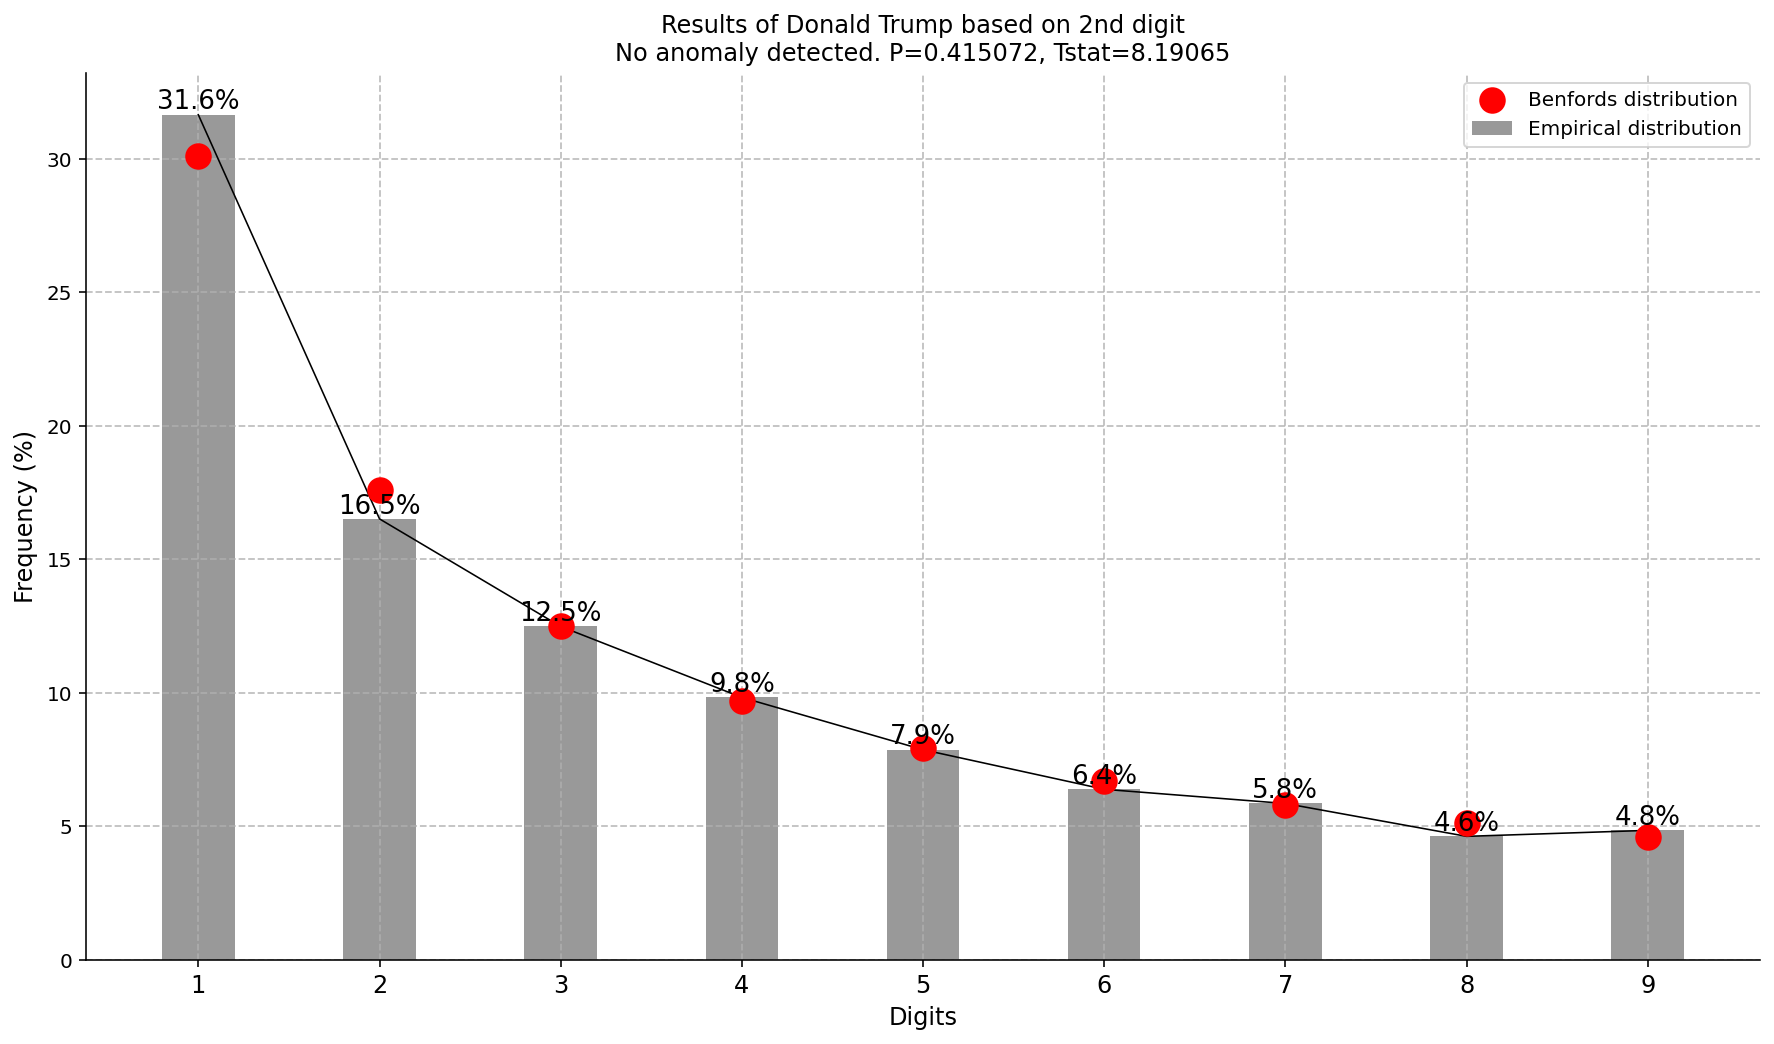 Results of Donald Trump based on 2nd digit
No anomaly detected. P=0.415072, Tstat=8.19065
Benfords distribution
Empirical distribution
Frequency (%)
30
25
20
15
10
5
0
31.6%
16.5%
12.5%
9.8%
7.9%
6.4%
5.8%
4.6%
4.8%
1 2 3 4 5 6 7 8 9
Digits